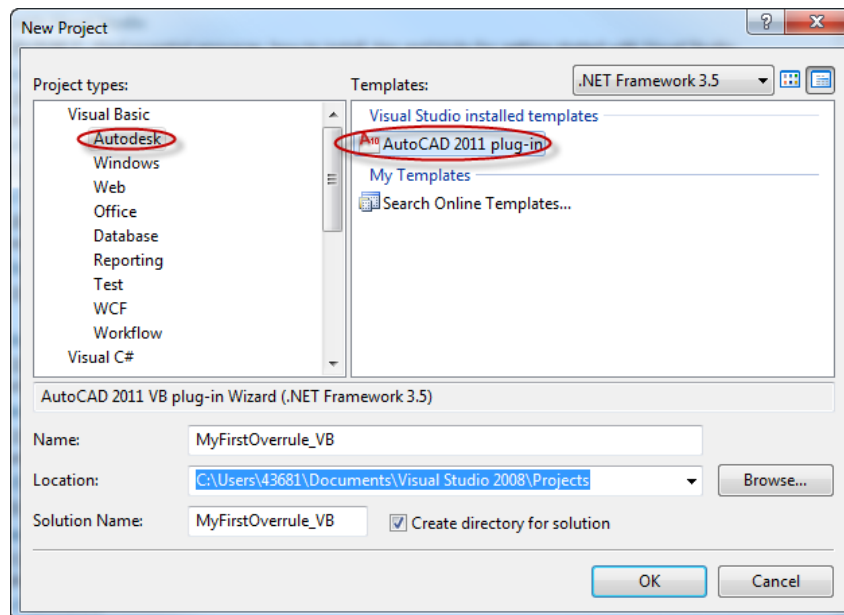 New Project
Project types:
Templates:
.NET Framework 3.5
Visual Basic
Autodesk
Windows
Web
Office
Database
Reporting
Test
WCF
Workflow
Visual C#
Visual Studio installed templates
AutoCAD 2011 plug-in
My Templates
Search Online Templates...
AutoCAD 2011 VB plug-in Wizard (.NET Framework 3.5)
Name:
MyFirstOverrule_VB
Location:
C:\Users\43681\Documents\Visual Studio 2008\Projects
Browse...
Solution Name:
MyFirstOverrule_VB
Create directory for solution
OK
Cancel